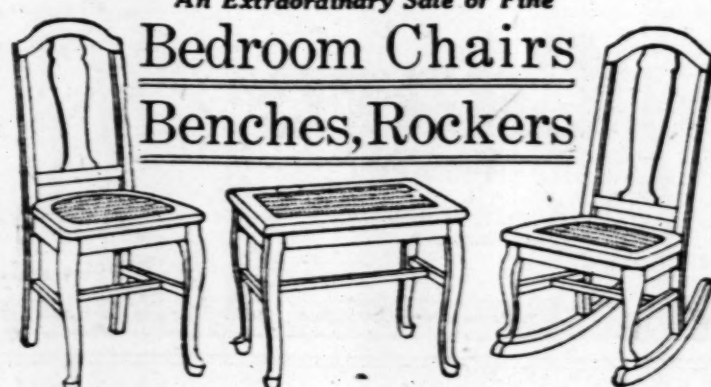 An Extraordinary Sale of Fine
Bedroom Chairs
Benches, Rockers